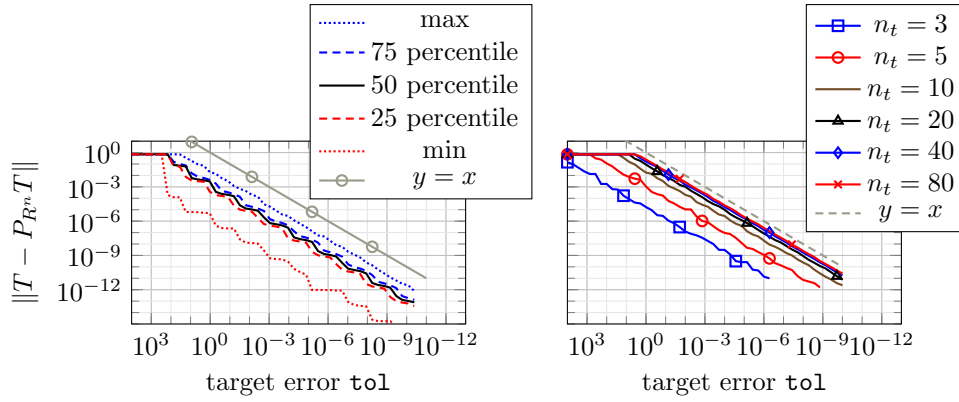 max
75 percentile
50 percentile
25 percentile
min
y = x
10^0
10^-3
10^-6
10^-9
10^-12
‖T − P_{R^n} T‖
10^3 10^0 10^-3 10^-6 10^-9 10^-12
target error tol
n_t = 3
n_t = 5
n_t = 10
n_t = 20
n_t = 40
n_t = 80
y = x
10^3 10^0 10^-3 10^-6 10^-9 10^-12
target error tol